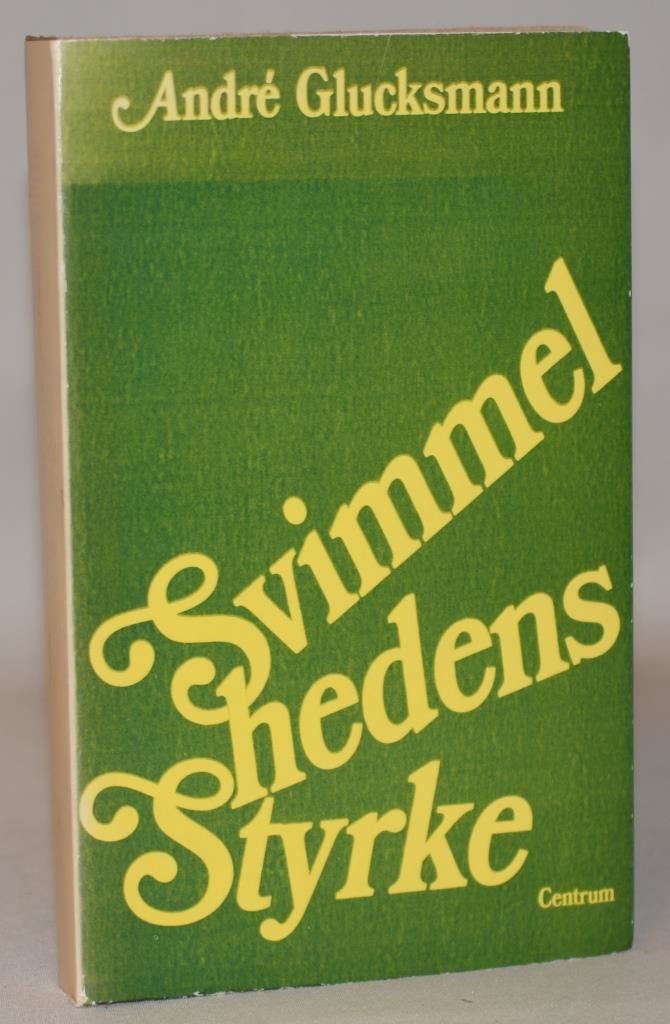 André Glucksmann
Svimmel
hedens
Styrke
Centrum